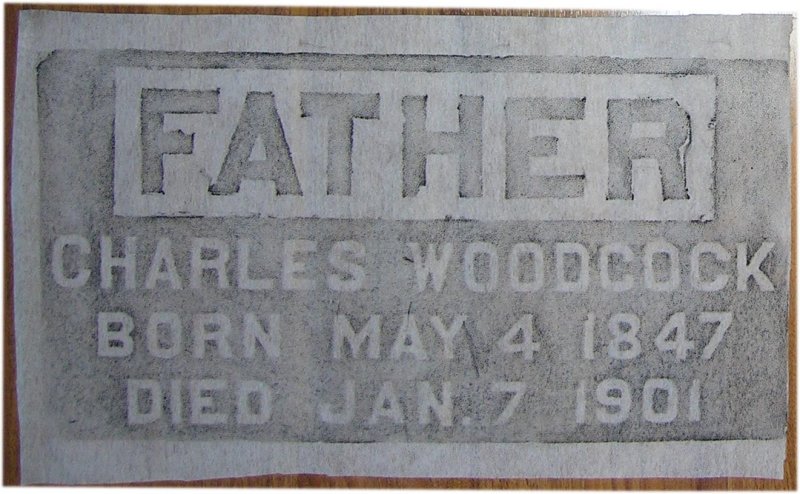 FATHER
CHARLES WOODCOCK
BORN MAY 4 1847
DIED JAN. 7 1901